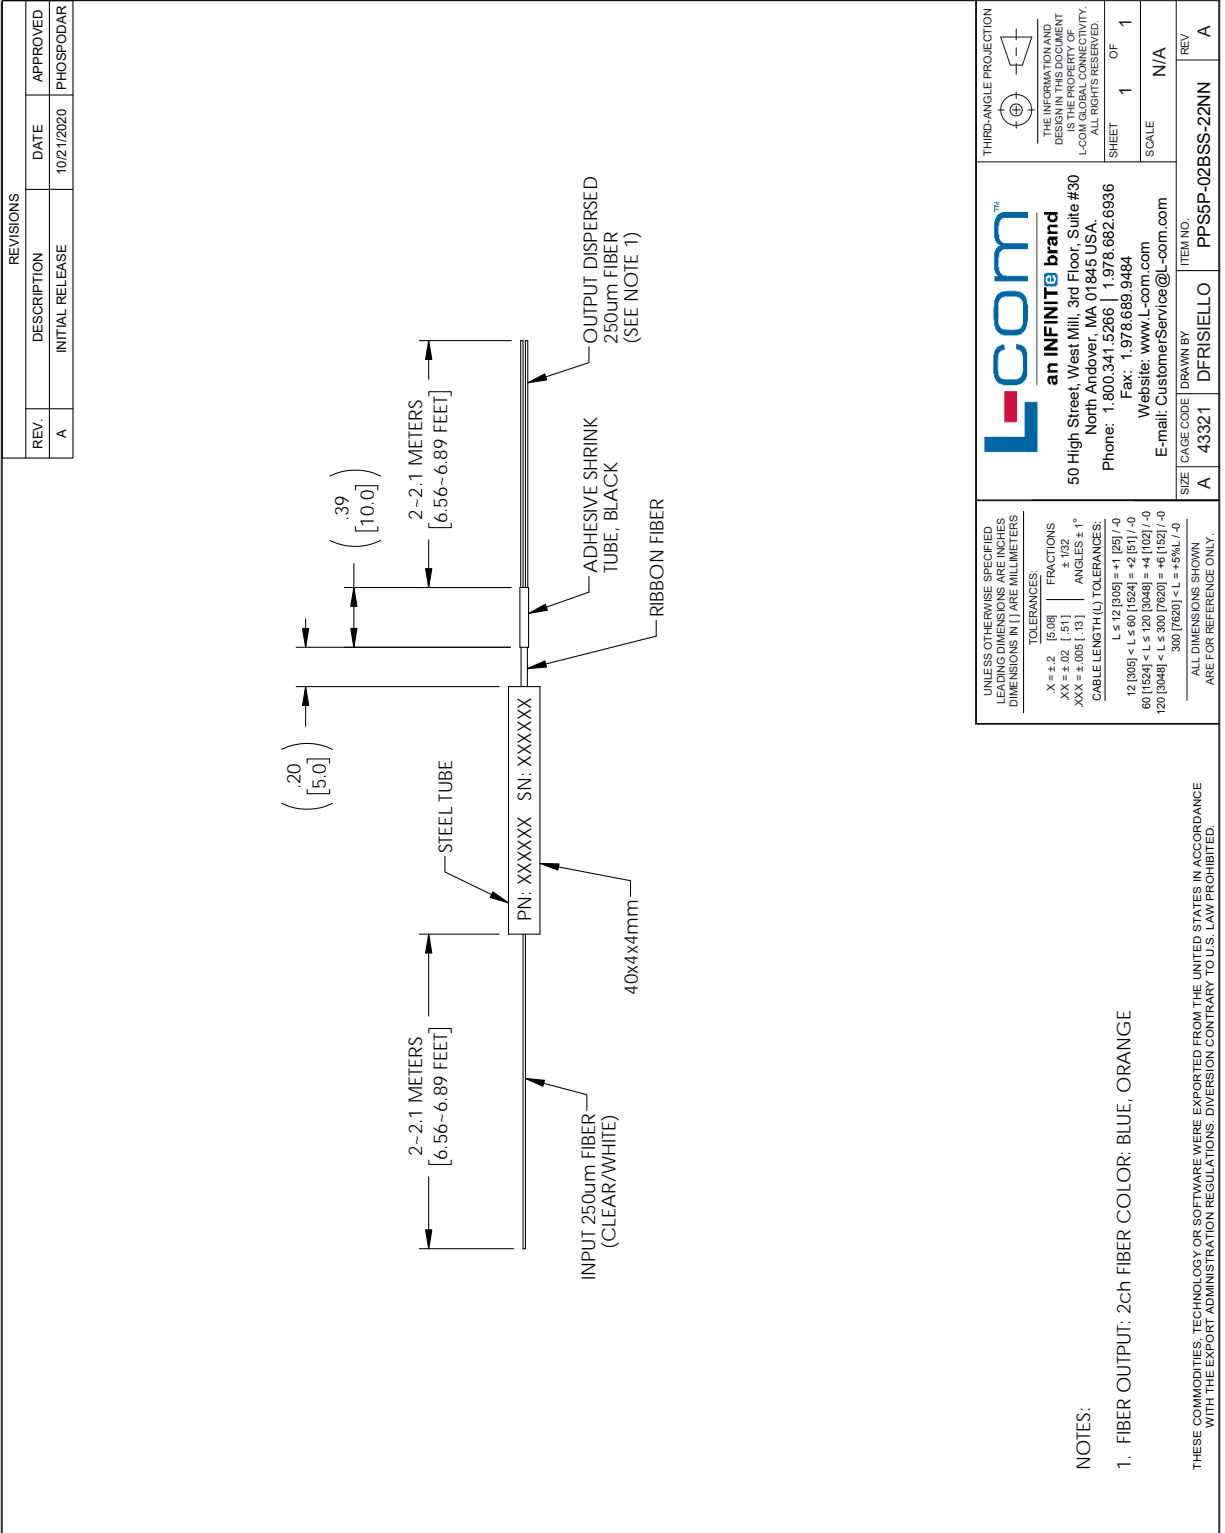 REVISIONS
REV. DESCRIPTION DATE APPROVED
A INITIAL RELEASE 10/21/2020 PHOSPODAR
.20
[5.0]
.39
[10.0]
2~2.1 METERS
[6.56~6.89 FEET]
2~2.1 METERS
[6.56~6.89 FEET]
STEEL TUBE
PN: XXXXXX SN: XXXXXX
INPUT 250um FIBER
(CLEAR/WHITE)
40x4x4mm
RIBBON FIBER
ADHESIVE SHRINK
TUBE, BLACK
OUTPUT DISPERSED
250um FIBER
(SEE NOTE 1)
NOTES:
1. FIBER OUTPUT: 2ch FIBER COLOR: BLUE, ORANGE
THESE COMMODITIES, TECHNOLOGY OR SOFTWARE WERE EXPORTED FROM THE UNITED STATES IN ACCORDANCE
WITH THE EXPORT ADMINISTRATION REGULATIONS. DIVERSION CONTRARY TO U.S. LAW PROHIBITED.
UNLESS OTHERWISE SPECIFIED
LEADING DIMENSIONS ARE INCHES
DIMENSIONS IN [ ] ARE MILLIMETERS
TOLERANCES:
.X = ± .2 [5.08] FRACTIONS
.XX = ± .02 [ .51] ± 1/32
.XXX = ± .005 [ .13 ] ANGLES ± 1°
CABLE LENGTH (L) TOLERANCES:
L ≤ 12 [305] = +1 [25] / -0
12 [305] < L ≤ 60 [1524] = +2 [51] / -0
60 [1524] < L ≤ 120 [3048] = +4 [102] / -0
120 [3048] < L ≤ 300 [7620] = +6 [152] / -0
300 [7620] < L = +5%L / -0
ALL DIMENSIONS SHOWN
ARE FOR REFERENCE ONLY.
L-com™
an INFINITe brand
50 High Street, West Mill, 3rd Floor, Suite #30
North Andover, MA 01845 USA.
Phone: 1.800.341.5266 | 1.978.682.6936
Fax: 1.978.689.9484
Website: www.L-com.com
E-mail: CustomerService@L-com.com
THIRD-ANGLE PROJECTION
THE INFORMATION AND
DESIGN IN THIS DOCUMENT
IS THE PROPERTY OF
L-COM GLOBAL CONNECTIVITY.
ALL RIGHTS RESERVED.
SHEET 1 OF 1
SCALE N/A
SIZE A
CAGE CODE 43321
DRAWN BY DFRISIELLO
ITEM NO. PPS5P-02BSS-22NN
REV A